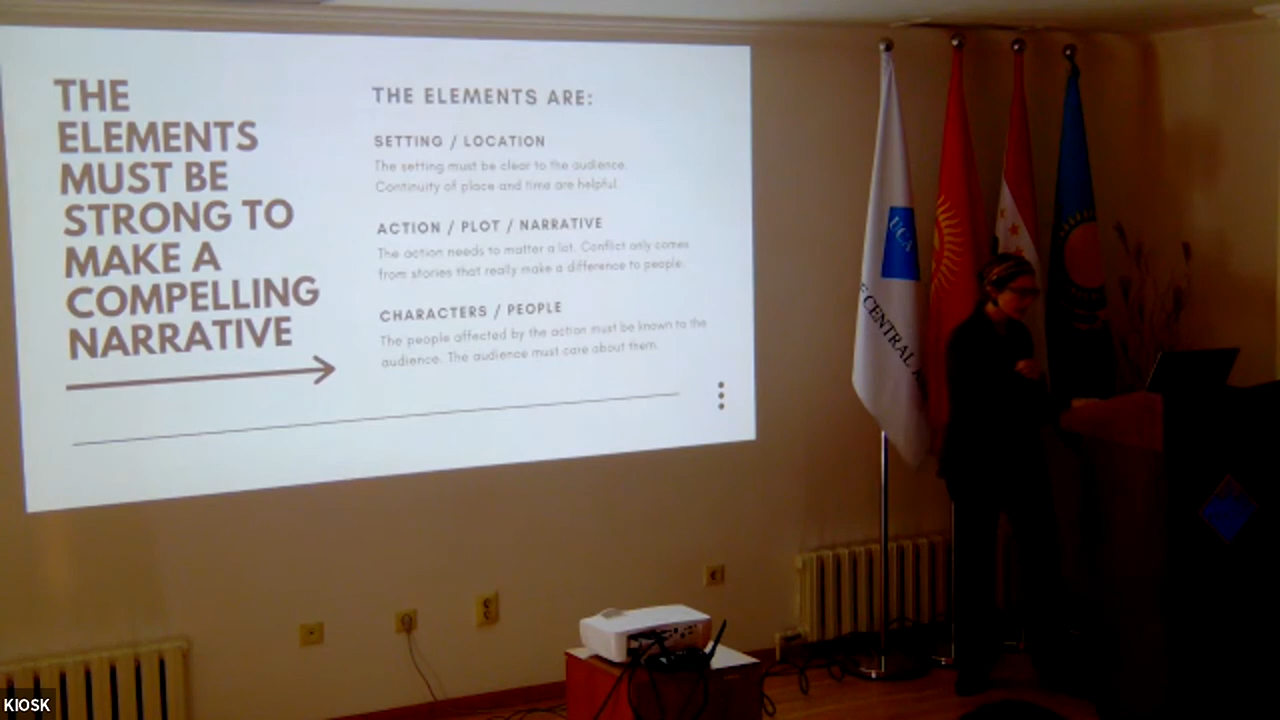 THE
ELEMENTS
MUST BE
STRONG TO
MAKE A
COMPELLING
NARRATIVE
THE ELEMENTS ARE:
SETTING / LOCATION
The setting must be clear to the audience.
Continuity of place and time are helpful.
ACTION / PLOT / NARRATIVE
The action needs to matter a lot. Conflict only comes
from stories that really make a difference to people.
CHARACTERS / PEOPLE
The people affected by the action must be known to the
audience. The audience must care about them.
UCA
CENTRAL
KIOSK